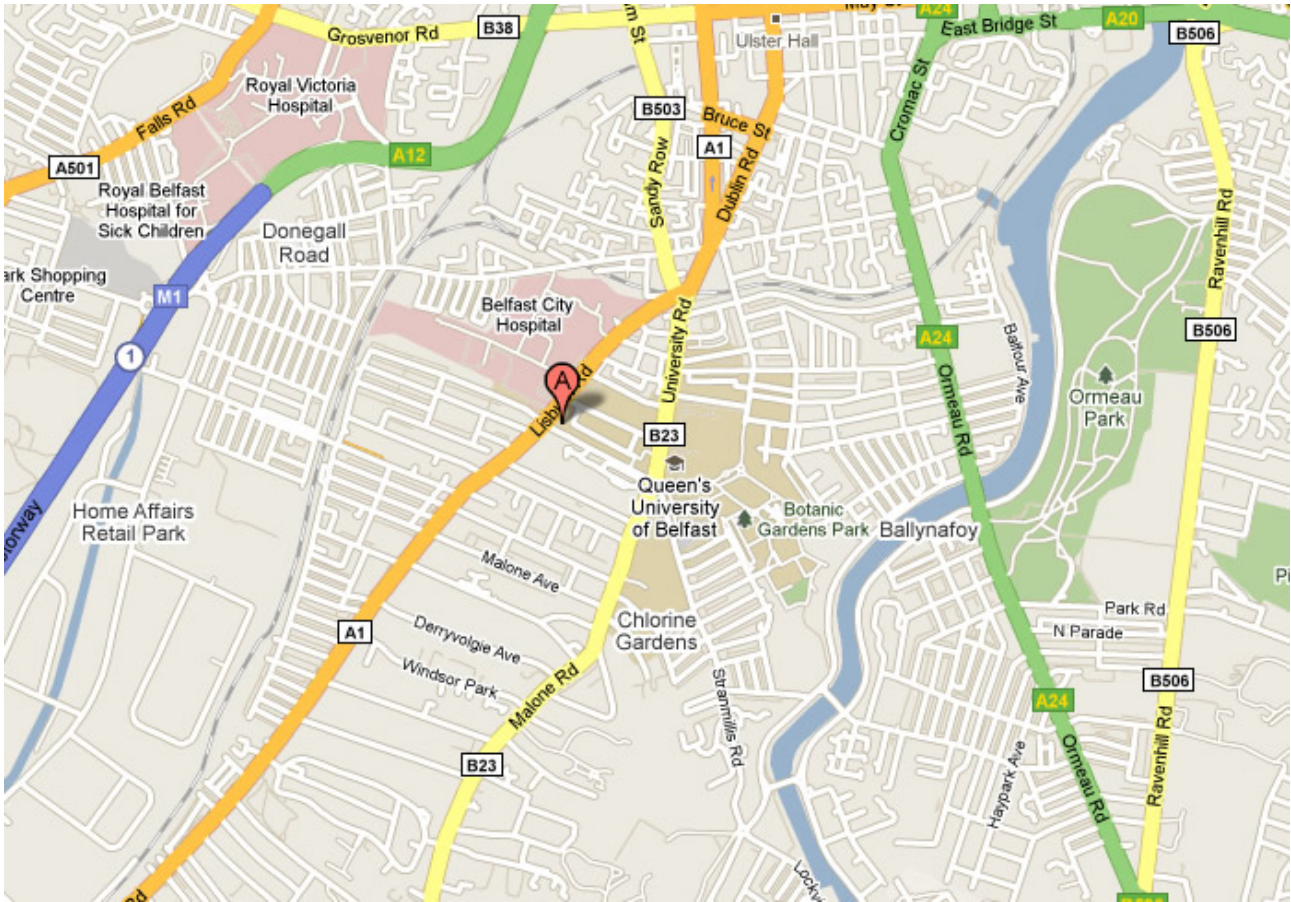 May St
A24
East Bridge St
A20
B506
Grosvenor Rd
B38
Ulster Hall
Royal Victoria
Hospital
Falls Rd
B503
Bruce St
Cromac St
A501
A12
A1
Dublin Rd
Sandy Row
Royal Belfast
Hospital for
Sick Children
Donegall
Road
Ravenhill Rd
Shopping
Centre
M1
Belfast City
Hospital
University Rd
A24
B506
1
Balfour Ave
A
Ormeau
Park
Ormeau Rd
B23
Queen's
University
of Belfast
Botanic
Gardens Park
Ballynafoy
Home Affairs
Retail Park
Malone Ave
Chlorine
Gardens
Park Rd
N Parade
A1
Derryvolgie Ave
Windsor Park
B506
Malone Rd
A24
Stranmillis Rd
B23
Haypark Ave
Ormeau Rd
Ravenhill Rd